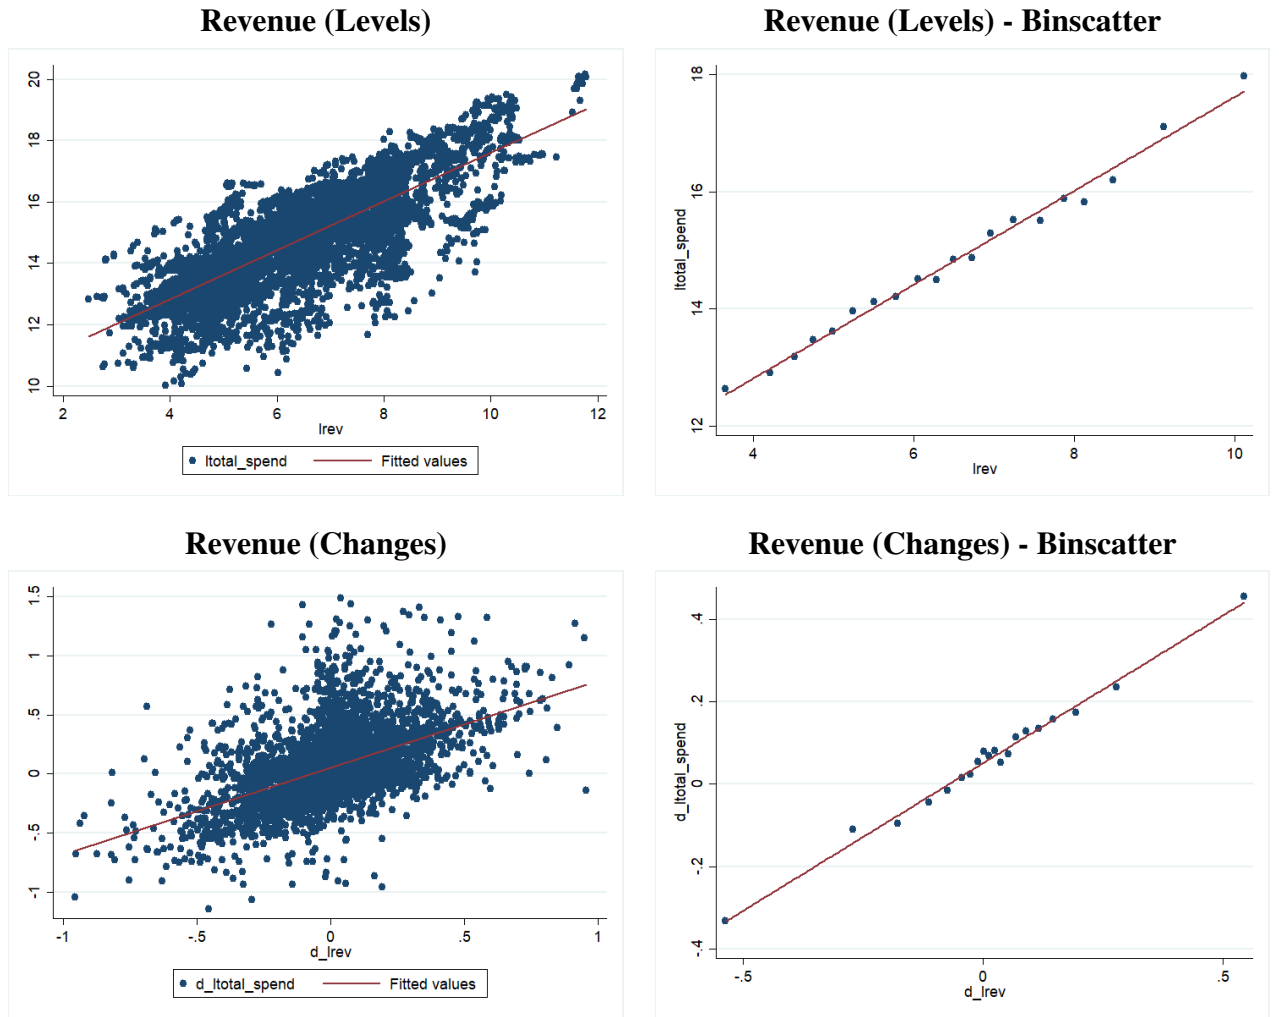 Revenue (Levels)
20
18
16
14
12
10
2 4 6 8 10 12
lrev
ltotal_spend Fitted values
Revenue (Levels) - Binscatter
18
16
14
12
ltotal_spend
4 6 8 10
lrev
Revenue (Changes)
1.5
1
.5
0
-.5
-1
-1 -.5 0 .5 1
d_lrev
d_ltotal_spend Fitted values
Revenue (Changes) - Binscatter
.4
.2
0
-.2
-.4
d_ltotal_spend
-.5 0 .5
d_lrev